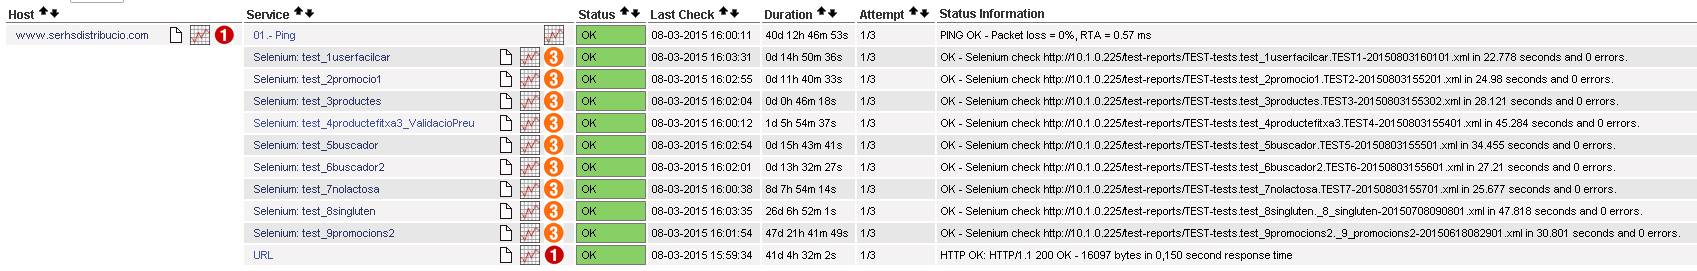 Host Service Status Last Check Duration Attempt Status Information
www.serhsdistribucio.com 1 01.- Ping OK 08-03-2015 16:00:11 40d 12h 46m 53s 1/3 PING OK - Packet loss = 0%, RTA = 0.57 ms
Selenium: test_1userfacilcar 3 OK 08-03-2015 16:03:31 0d 14h 50m 36s 1/3 OK - Selenium check http://10.1.0.225/test-reports/TEST-tests.test_1userfacilcar.TEST1-20150803160101.xml in 22.778 seconds and 0 errors.
Selenium: test_2promocio1 3 OK 08-03-2015 16:02:55 0d 11h 40m 33s 1/3 OK - Selenium check http://10.1.0.225/test-reports/TEST-tests.test_2promocio1.TEST2-20150803155201.xml in 24.98 seconds and 0 errors.
Selenium: test_3productes 3 OK 08-03-2015 16:02:04 0d 0h 46m 18s 1/3 OK - Selenium check http://10.1.0.225/test-reports/TEST-tests.test_3productes.TEST3-20150803155302.xml in 28.121 seconds and 0 errors.
Selenium: test_4productefitxa3_ValidacioPreu 3 OK 08-03-2015 16:00:12 1d 5h 54m 37s 1/3 OK - Selenium check http://10.1.0.225/test-reports/TEST-tests.test_4productefitxa3.TEST4-20150803155401.xml in 45.284 seconds and 0 errors.
Selenium: test_5buscador 3 OK 08-03-2015 16:02:54 0d 15h 43m 41s 1/3 OK - Selenium check http://10.1.0.225/test-reports/TEST-tests.test_5buscador.TEST5-20150803155501.xml in 34.455 seconds and 0 errors.
Selenium: test_6buscador2 3 OK 08-03-2015 16:02:01 0d 13h 32m 27s 1/3 OK - Selenium check http://10.1.0.225/test-reports/TEST-tests.test_6buscador2.TEST6-20150803155601.xml in 27.21 seconds and 0 errors.
Selenium: test_7nolactosa 3 OK 08-03-2015 16:00:38 8d 7h 54m 14s 1/3 OK - Selenium check http://10.1.0.225/test-reports/TEST-tests.test_7nolactosa.TEST7-20150803155701.xml in 25.677 seconds and 0 errors.
Selenium: test_8singluten 3 OK 08-03-2015 16:03:35 26d 6h 52m 1s 1/3 OK - Selenium check http://10.1.0.225/test-reports/TEST-tests.test_8singluten._8_singluten-20150708090801.xml in 47.818 seconds and 0 errors.
Selenium: test_9promocions2 3 OK 08-03-2015 16:01:54 47d 21h 41m 49s 1/3 OK - Selenium check http://10.1.0.225/test-reports/TEST-tests.test_9promocions2._9_promocions2-20150618082901.xml in 30.801 seconds and 0 errors.
URL 1 OK 08-03-2015 15:59:34 41d 4h 32m 2s 1/3 HTTP OK: HTTP/1.1 200 OK - 16097 bytes in 0,150 second response time